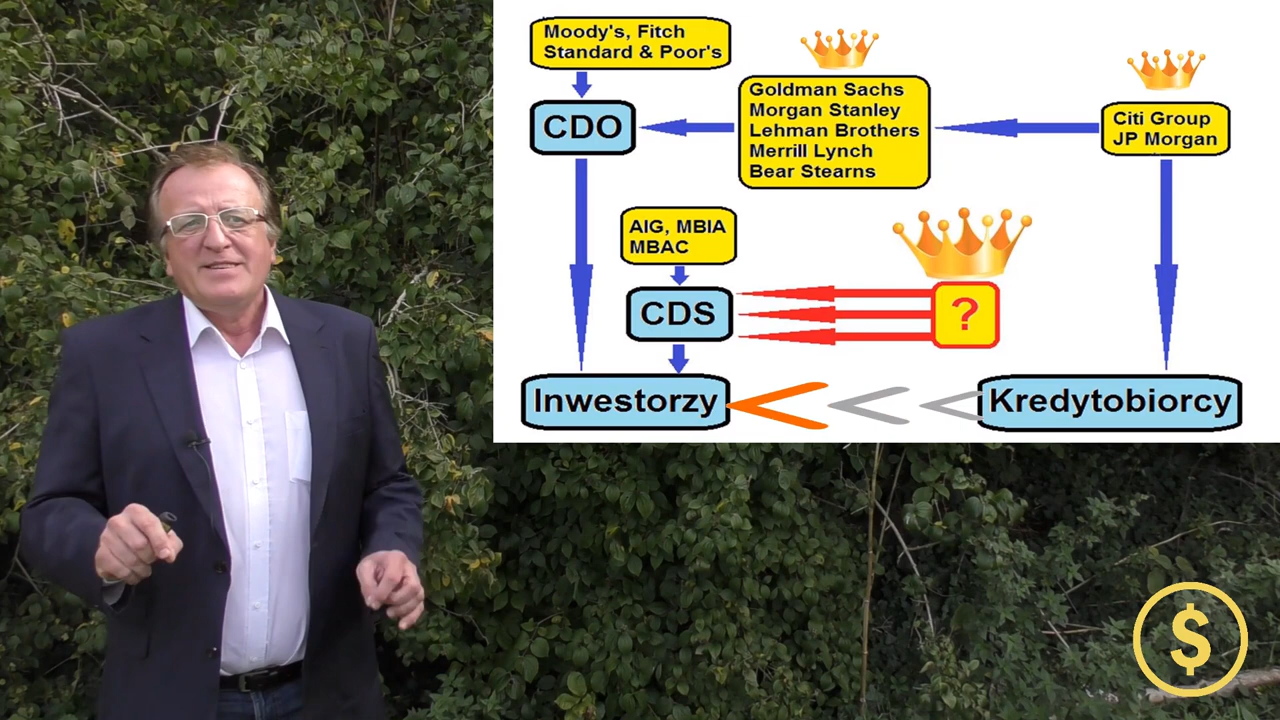 Moody's, Fitch
Standard & Poor's
CDO
Goldman Sachs
Morgan Stanley
Lehman Brothers
Merrill Lynch
Bear Stearns
Citi Group
JP Morgan
AIG, MBIA
MBAC
CDS
?
Inwestorzy
Kredytobiorcy
$